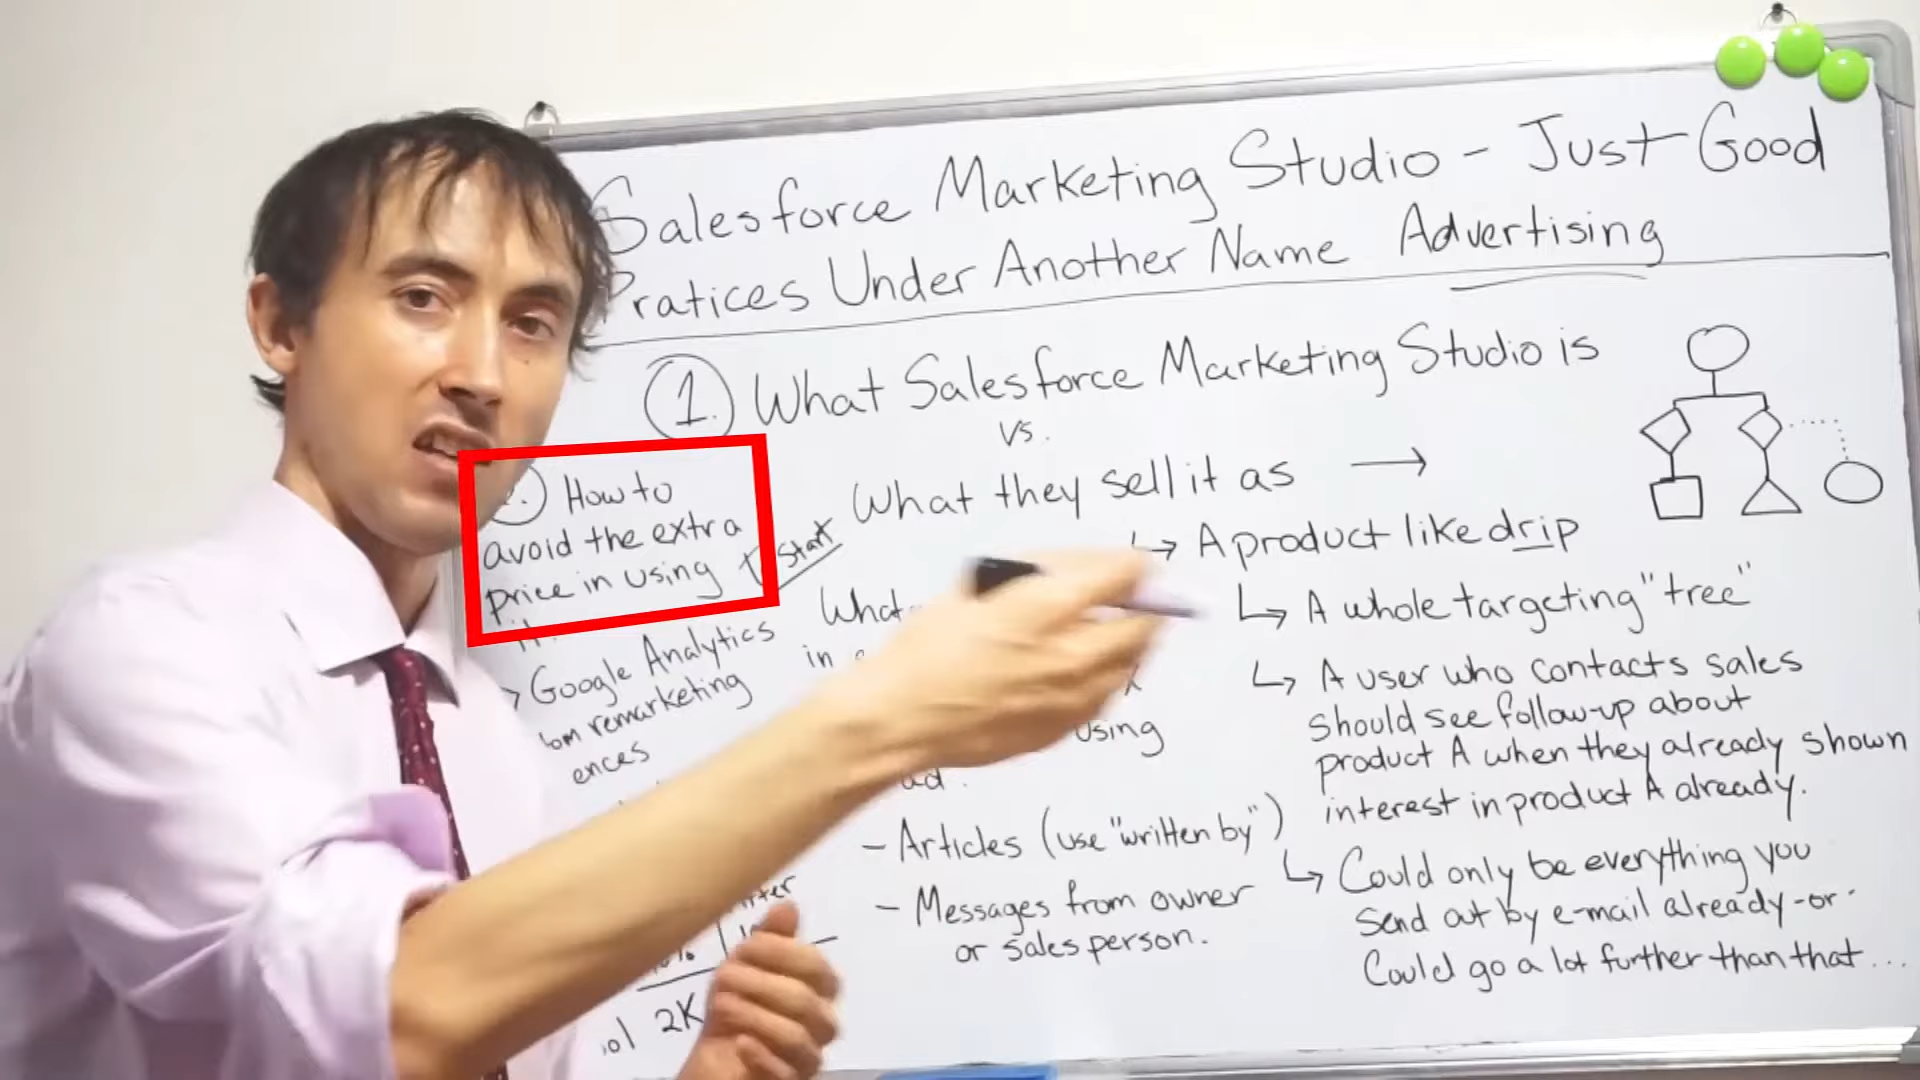 Salesforce Marketing Studio - Just Good
Pratices Under Another Name Advertising
1. What Salesforce Marketing Studio is
vs.
What they sell it as →
↳ A product like drip
↳ A whole targeting "tree"
↳ A user who contacts sales
should see follow-up about
product A when they already shown
interest in product A already.
↳ Could only be everything you
send out by e-mail already -or-
Could go a lot further than that...
How to
avoid the extra
price in using
it.
Start
Google Analytics
remarketing
What
in
using
ad.
- Articles (use "written by")
- Messages from owner
or sales person.
2K